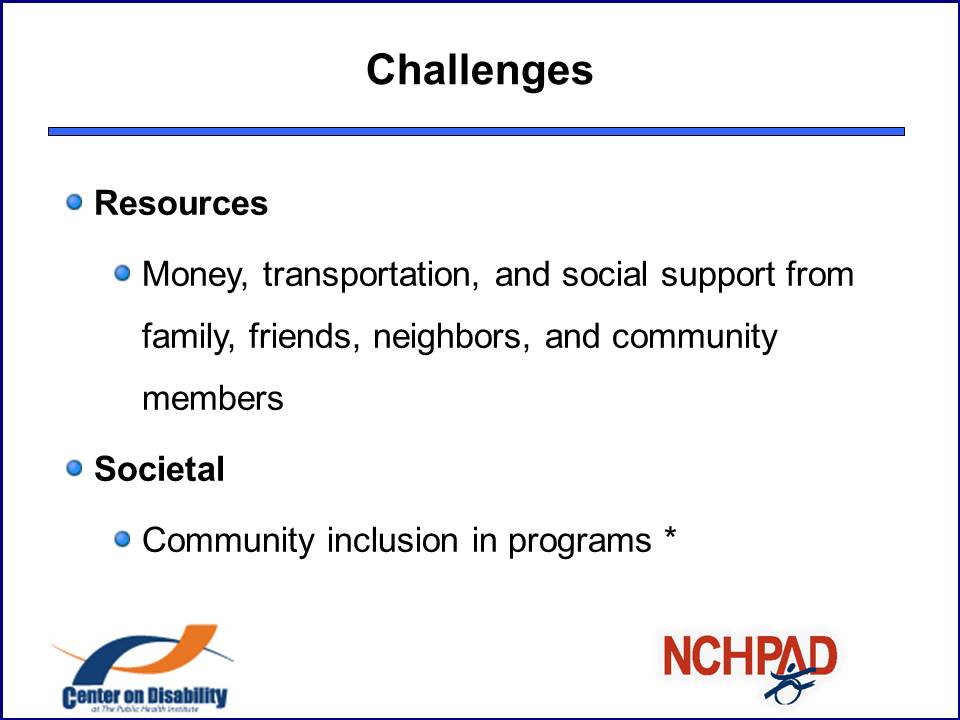 Challenges
Resources
Money, transportation, and social support from
family, friends, neighbors, and community
members
Societal
Community inclusion in programs *
Center on Disability
at The Public Health Institute
NCHPAD